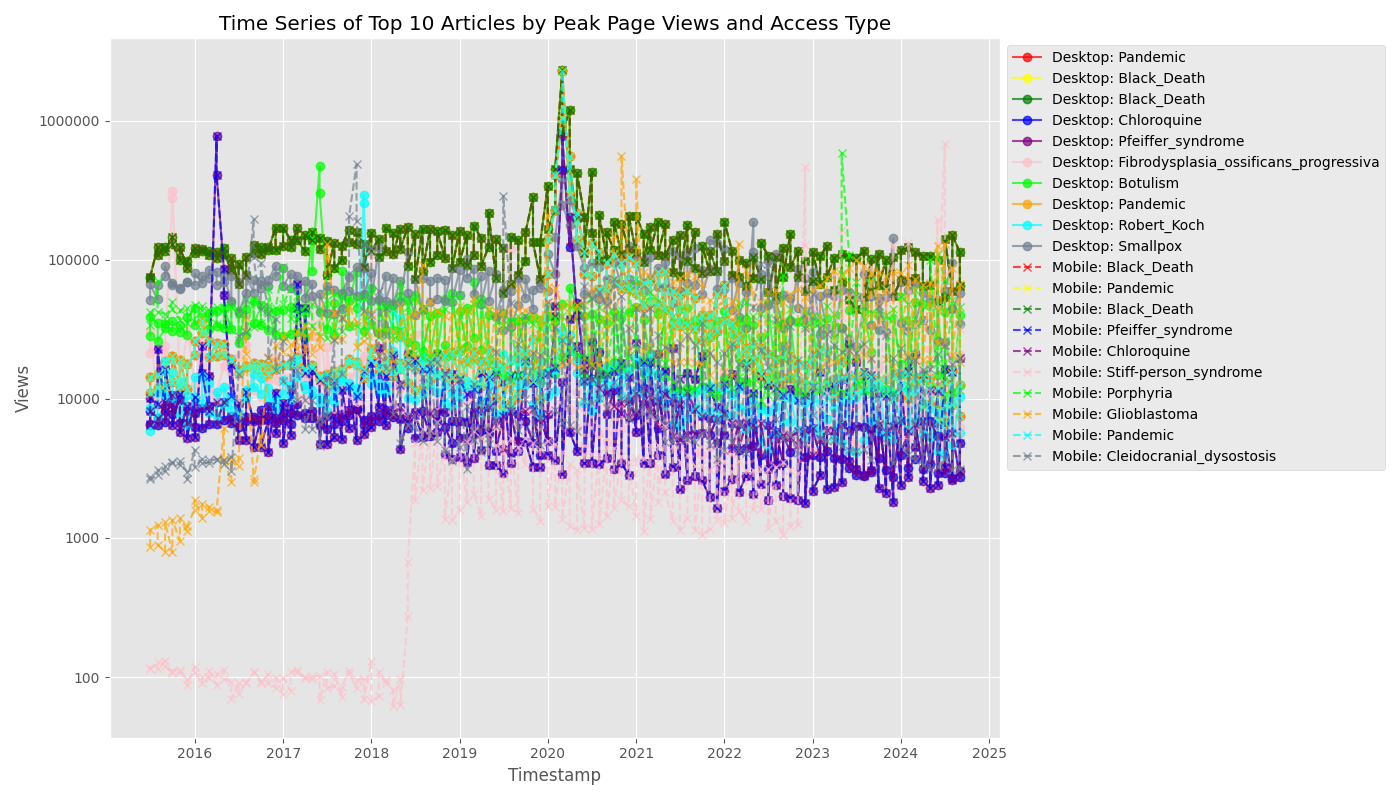 Time Series of Top 10 Articles by Peak Page Views and Access Type
Views
1000000
100000
10000
1000
100
2016
2017
2018
2019
2020
2021
2022
2023
2024
2025
Timestamp
Desktop: Pandemic
Desktop: Black_Death
Desktop: Black_Death
Desktop: Chloroquine
Desktop: Pfeiffer_syndrome
Desktop: Fibrodysplasia_ossificans_progressiva
Desktop: Botulism
Desktop: Pandemic
Desktop: Robert_Koch
Desktop: Smallpox
Mobile: Black_Death
Mobile: Pandemic
Mobile: Black_Death
Mobile: Pfeiffer_syndrome
Mobile: Chloroquine
Mobile: Stiff-person_syndrome
Mobile: Porphyria
Mobile: Glioblastoma
Mobile: Pandemic
Mobile: Cleidocranial_dysostosis